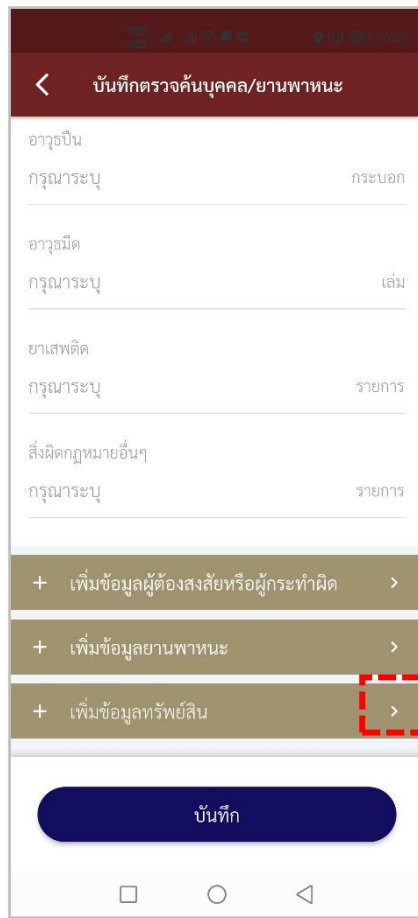 บันทึกตรวจค้นบุคคล/ยานพาหนะ
อาวุธปืน
กรุณาระบุ กระบอก
อาวุธมีด
กรุณาระบุ เล่ม
ยาเสพติด
กรุณาระบุ รายการ
สิ่งผิดกฎหมายอื่นๆ
กรุณาระบุ รายการ
+ เพิ่มข้อมูลผู้ต้องสงสัยหรือผู้กระทำผิด >
+ เพิ่มข้อมูลยานพาหนะ >
+ เพิ่มข้อมูลทรัพย์สิน >
บันทึก